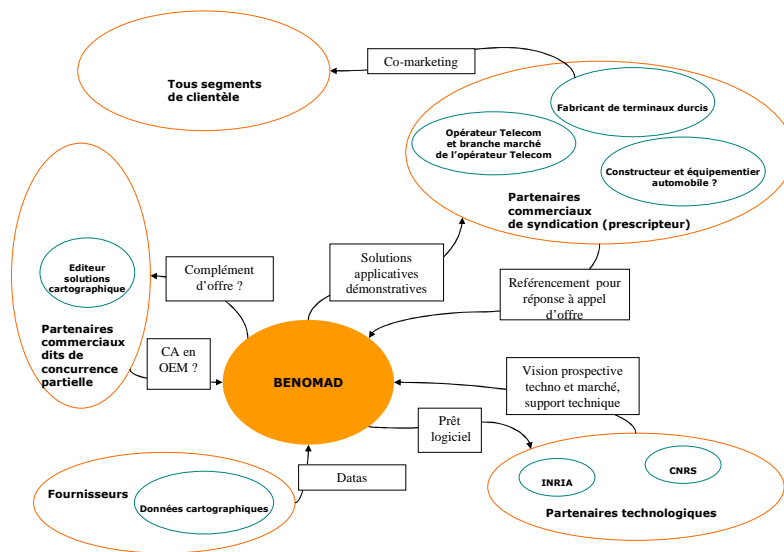 Co-marketing
Tous segments
de clientèle
Fabricant de terminaux durcis
Opérateur Telecom
et branche marché
de l'opérateur Telecom
Constructeur et équipementier
automobile ?
Partenaires
commerciaux
de syndication (prescripteur)
Editeur
solutions
cartographique
Complément
d'offre ?
Solutions
applicatives
démonstratives
Reférencement pour
réponse à appel
d'offre
Partenaires
commerciaux
dits de
concurrence
partielle
CA en
OEM ?
BENOMAD
Vision prospective
techno et marché,
support technique
Prêt
logiciel
Fournisseurs
Données cartographiques
Datas
INRIA
CNRS
Partenaires technologiques